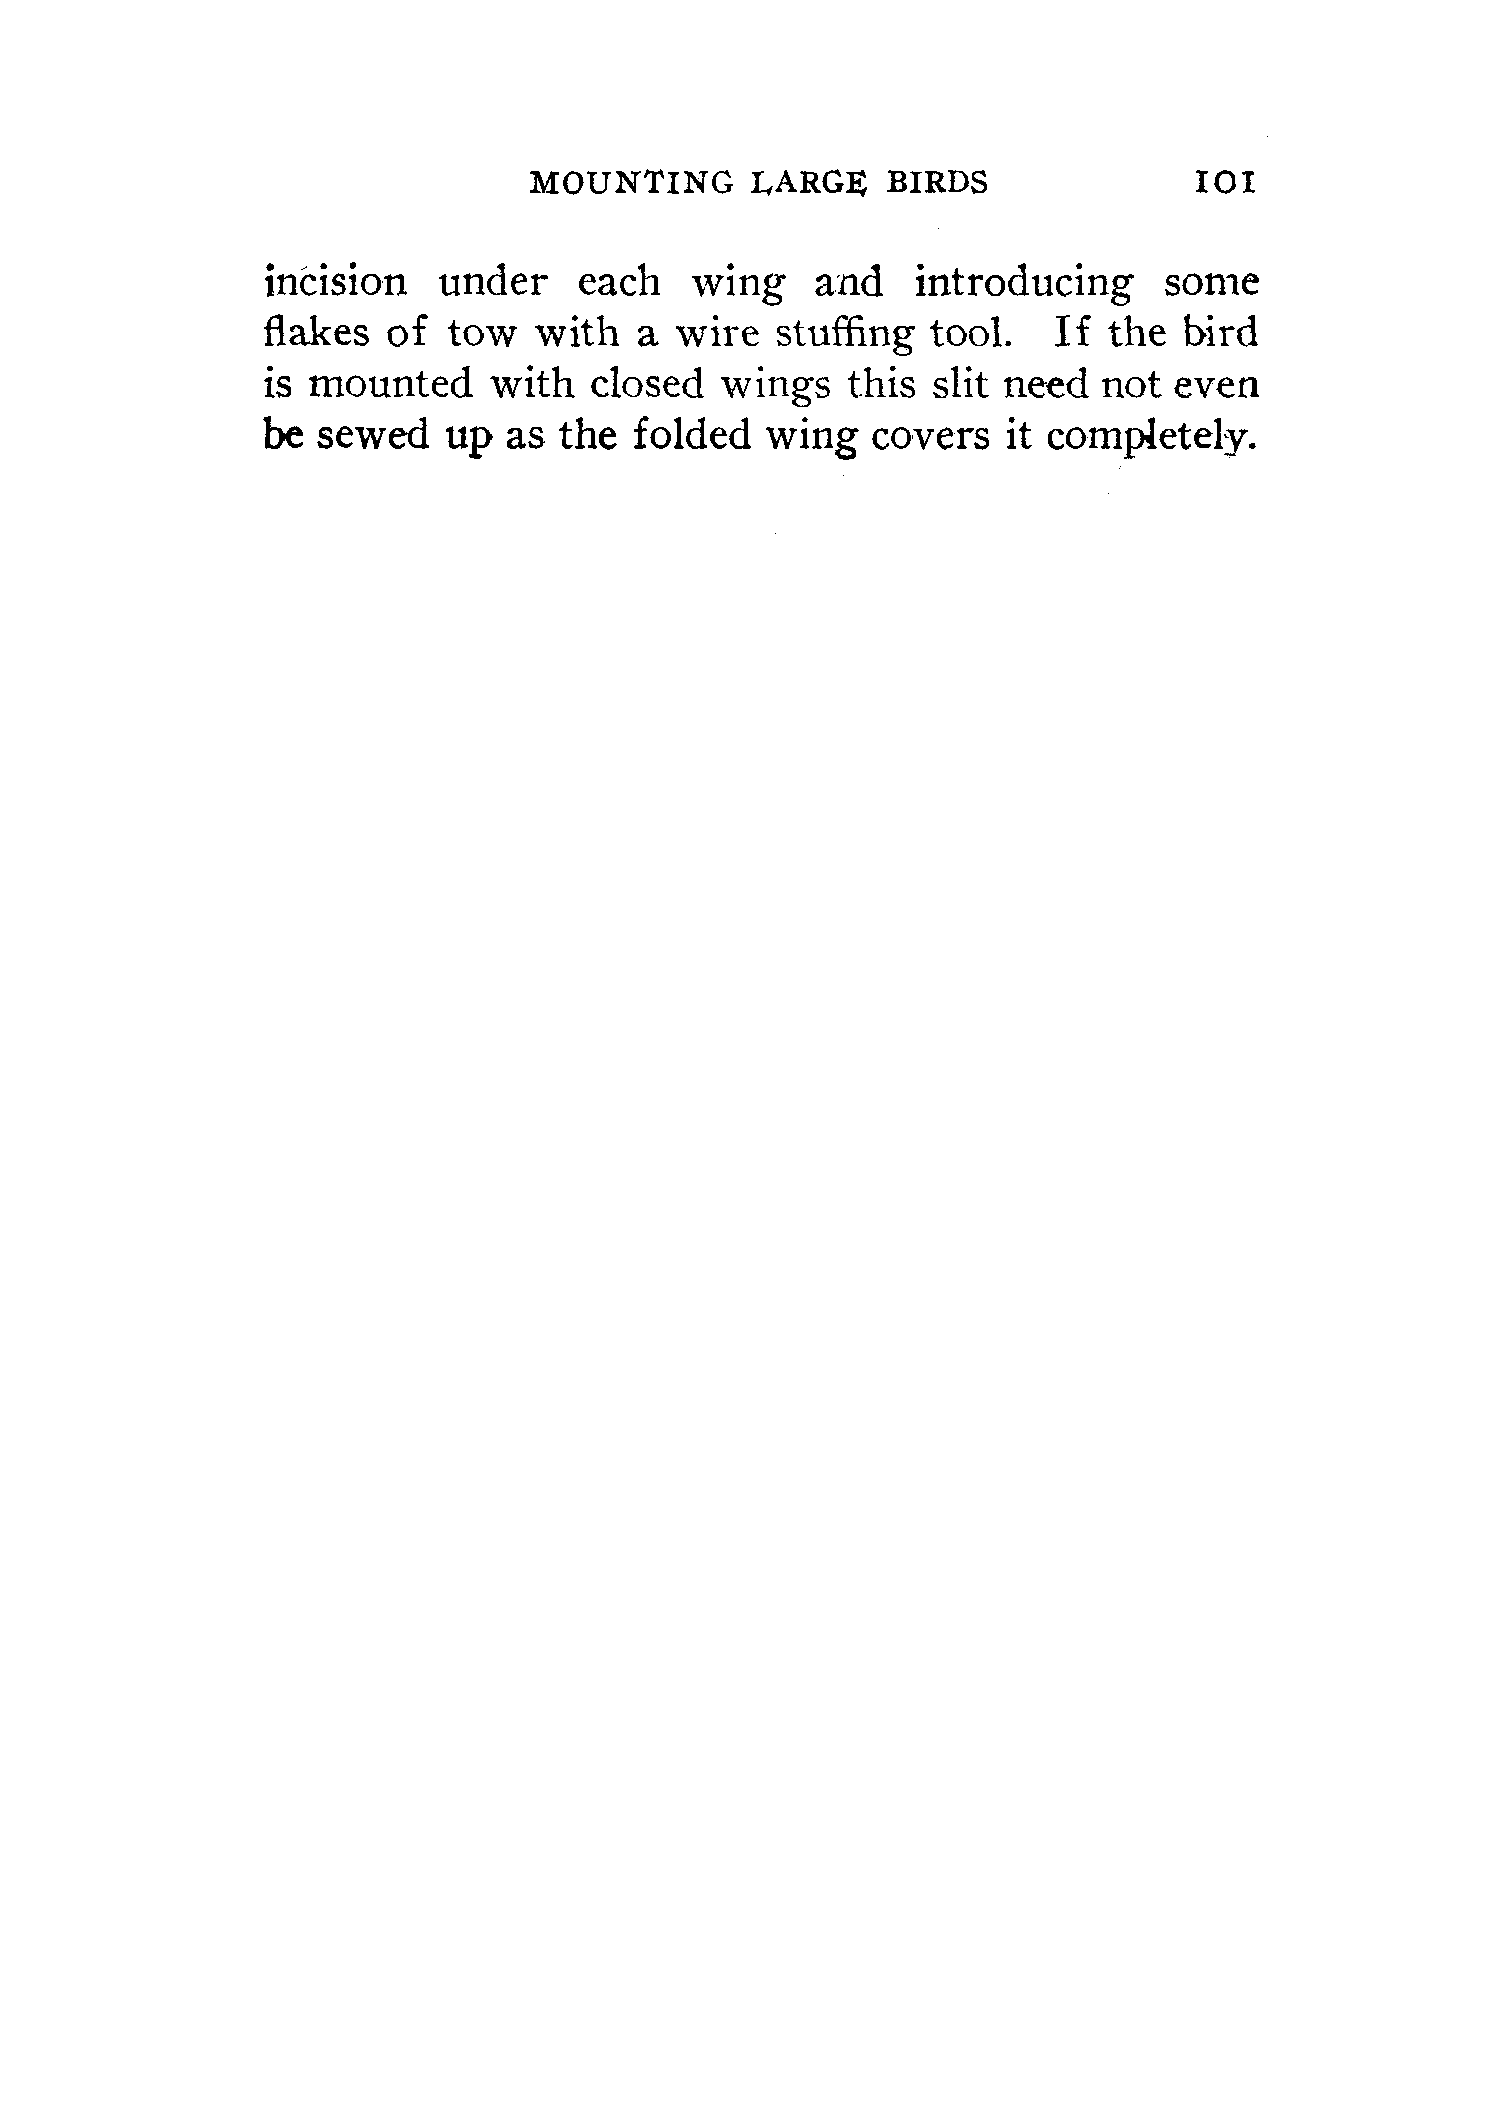 MOUNTING LARGE BIRDS 101
incision under each wing and introducing some
flakes of tow with a wire stuffing tool. If the bird
is mounted with closed wings this slit need not even
be sewed up as the folded wing covers it completely.